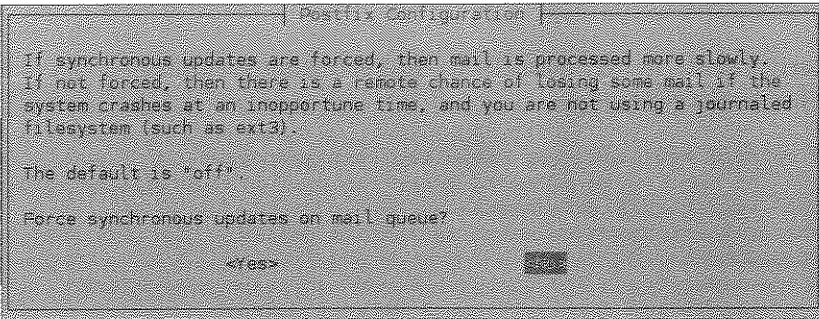 Postfix Configuration
If synchronous updates are forced, then mail is processed more slowly.
If not forced, then there is a remote chance of losing some mail if the
system crashes at an inopportune time, and you are not using a journaled
filesystem (such as ext3).
The default is "off".
Force synchronous updates on mail queue?
<Yes>